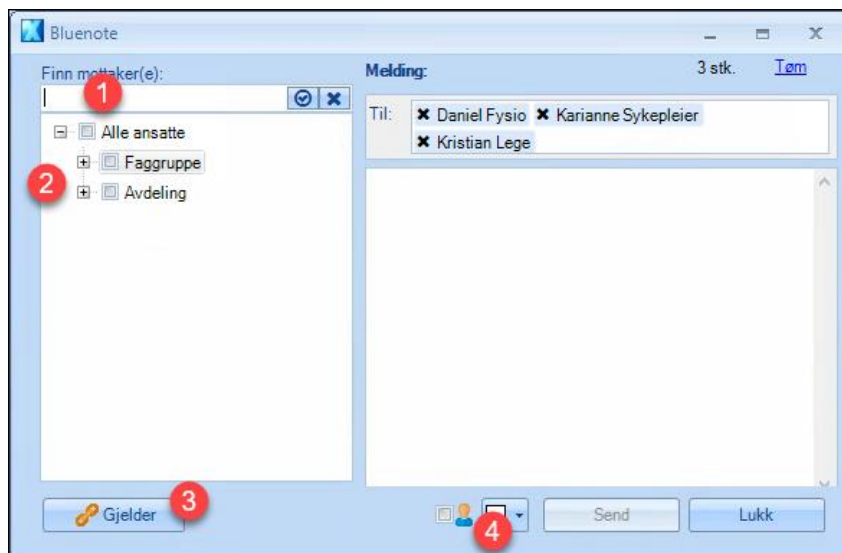 Bluenote
Finn mottaker(e):
1
Alle ansatte
Faggruppe
2
Avdeling
Gjelder
3
Melding:
3 stk.
Tøm
Til:
Daniel Fysio
Karianne Sykepleier
Kristian Lege
4
Send
Lukk